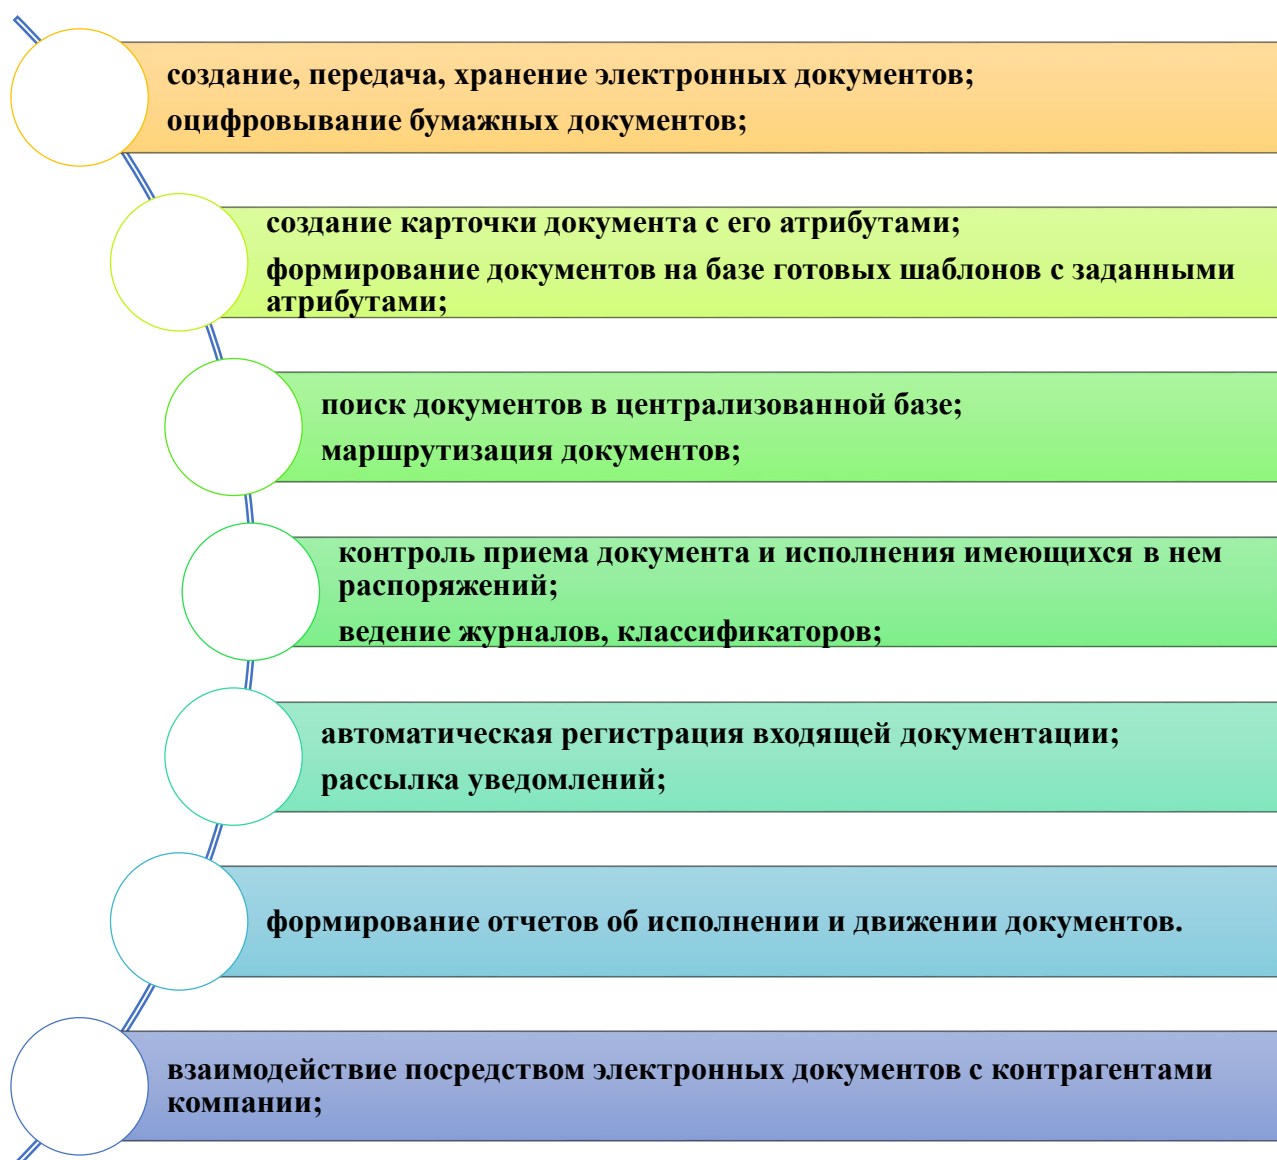 создание, передача, хранение электронных документов;
оцифровывание бумажных документов;
создание карточки документа с его атрибутами;
формирование документов на базе готовых шаблонов с заданными
атрибутами;
поиск документов в централизованной базе;
маршрутизация документов;
контроль приема документа и исполнения имеющихся в нем
распоряжений;
ведение журналов, классификаторов;
автоматическая регистрация входящей документации;
рассылка уведомлений;
формирование отчетов об исполнении и движении документов.
взаимодействие посредством электронных документов с контрагентами
компании;